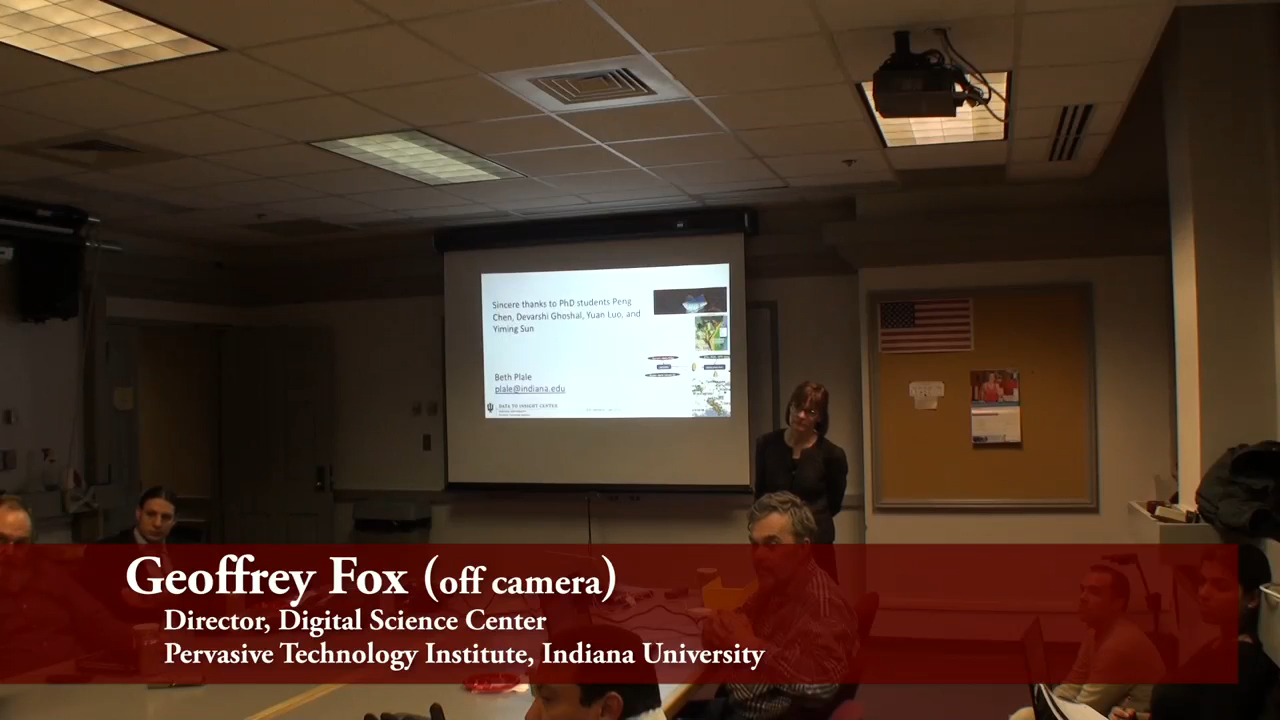 Sincere thanks to PhD students Peng
Chen, Devarshi Ghoshal, Yuan Luo, and
Yiming Sun
Beth Plale
plale@indiana.edu
DATA TO INSIGHT CENTER
Geoffrey Fox (off camera)
Director, Digital Science Center
Pervasive Technology Institute, Indiana University